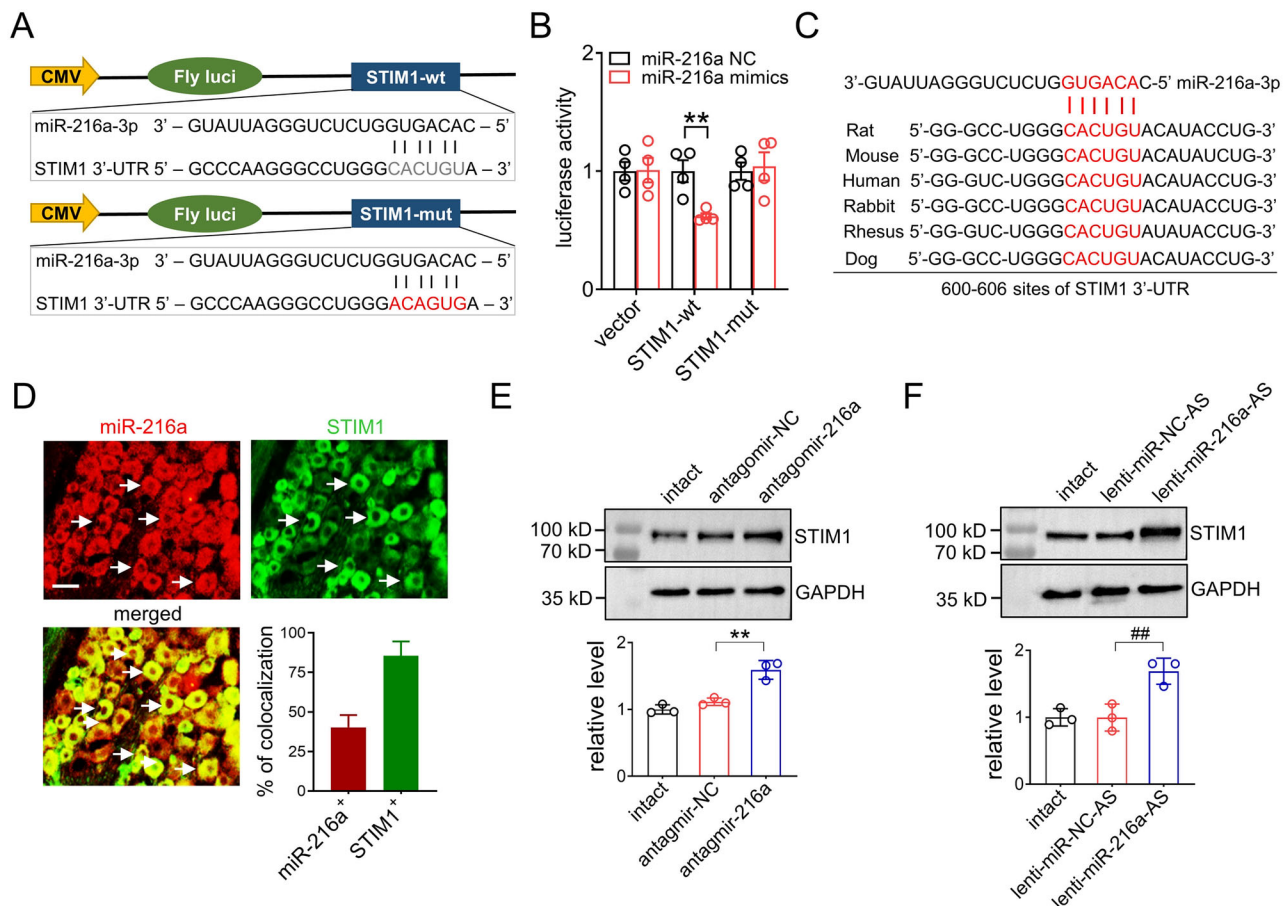 A
CMV
Fly luci
STIM1-wt
miR-216a-3p 3’ – GUAUUAGGGUCUCUGGUGACAC – 5’
STIM1 3’-UTR 5’ – GCCCAAGGGCCUGGGCACUGUA – 3’
CMV
Fly luci
STIM1-mut
miR-216a-3p 3’ – GUAUUAGGGUCUCUGGUGACAC – 5’
STIM1 3’-UTR 5’ – GCCCAAGGGCCUGGGACAGUGA – 3’
B
miR-216a NC
miR-216a mimics
luciferase activity
2
1
0
vector
STIM1-wt
STIM1-mut
**
C
3’-GUAUUAGGGUCUCUGGUGACAC-5’ miR-216a-3p
Rat 5’-GG-GCC-UGGGCACUGUACAUACCUG-3’
Mouse 5’-GG-GCC-UGGGCACUGUACAUAUCUG-3’
Human 5’-GG-GUC-UGGGCACUGUACAUACCUG-3’
Rabbit 5’-GG-GCC-UGGGCACUGUACAUACCUG-3’
Rhesus 5’-GG-GUC-UGGGCACUGUAUAUACCUG-3’
Dog 5’-GG-GCC-UGGGCACUGUACAUACCUG-3’
600-606 sites of STIM1 3’-UTR
D
miR-216a
STIM1
merged
% of colocalization
100
75
50
25
0
miR-216a+
STIM1+
E
intact
antagomir-NC
antagomir-216a
100 kD
70 kD
STIM1
35 kD
GAPDH
relative level
2
1
0
**
intact
antagmir-NC
antagmir-216a
F
intact
lenti-miR-NC-AS
lenti-miR-216a-AS
100 kD
70 kD
STIM1
35 kD
GAPDH
relative level
2
1
0
##
intact
lenti-miR-NC-AS
lenti-miR-216a-AS